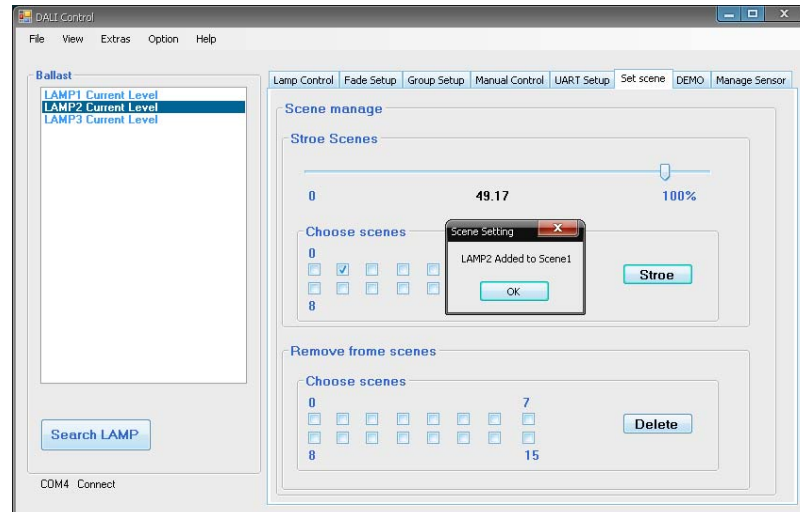 DALI Control
File View Extras Option Help
Ballast
LAMP1 Current Level
LAMP2 Current Level
LAMP3 Current Level
Search LAMP
COM4 Connect
Lamp Control Fade Setup Group Setup Manual Control UART Setup Set scene DEMO Manage Sensor
Scene manage
Stroe Scenes
0 49.17 100%
Choose scenes
0
8
Stroe
Scene Setting
LAMP2 Added to Scene1
OK
Remove frome scenes
Choose scenes
0 7
8 15
Delete